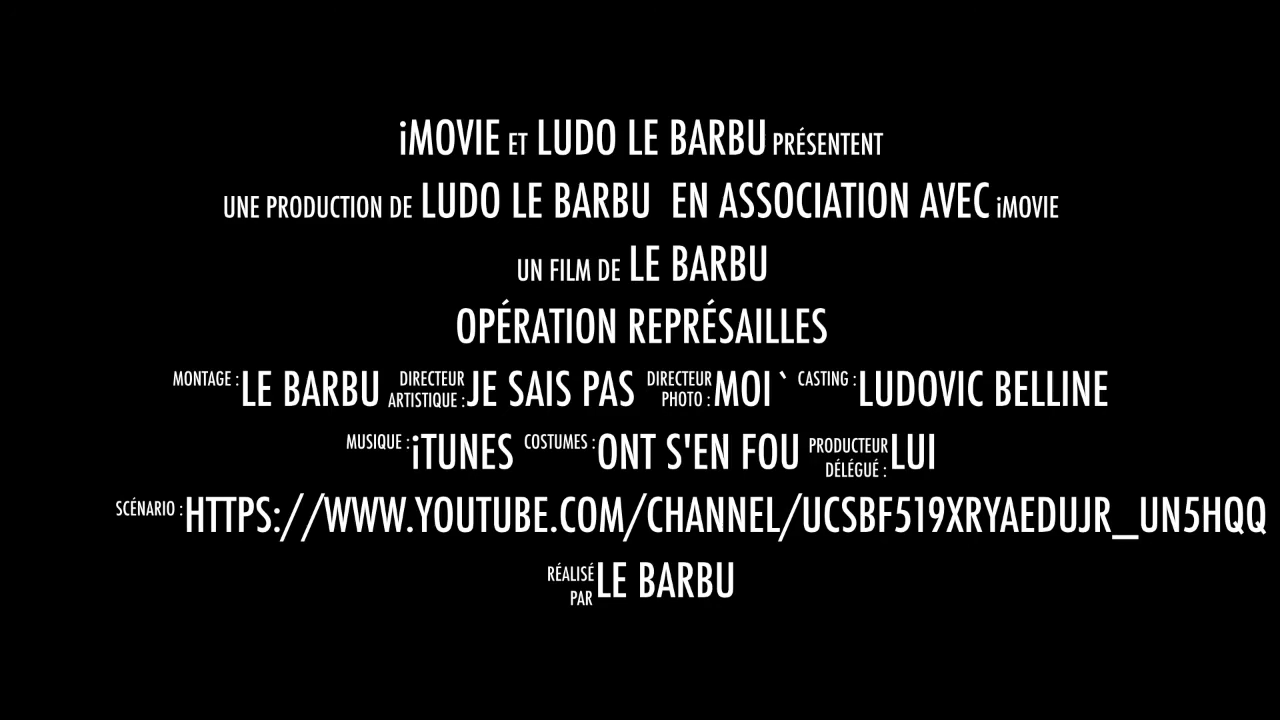 iMOVIE ET LUDO LE BARBU PRÉSENTENT
UNE PRODUCTION DE LUDO LE BARBU EN ASSOCIATION AVEC iMOVIE
UN FILM DE LE BARBU
OPÉRATION REPRÉSAILLES
MONTAGE : LE BARBU DIRECTEUR ARTISTIQUE : JE SAIS PAS DIRECTEUR PHOTO : MOI` CASTING : LUDOVIC BELLINE
MUSIQUE : iTUNES COSTUMES : ONT S'EN FOU PRODUCTEUR DÉLÉGUÉ : LUI
SCÉNARIO : HTTPS://WWW.YOUTUBE.COM/CHANNEL/UCSBF519XRYAEDUJR_UN5HQQ
RÉALISÉ PAR LE BARBU